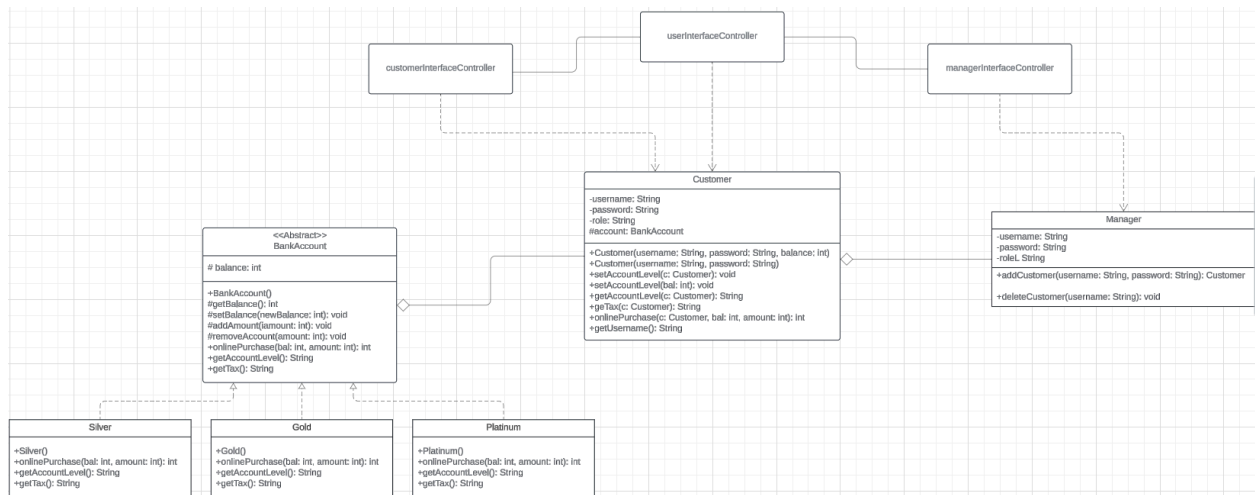 userInterfaceController
customerInterfaceController
managerInterfaceController
Customer
-username: String
-password: String
-role: String
#account: BankAccount
+Customer(username: String, password: String, balance: int)
+Customer(username: String, password: String)
+setAccountLevel(c: Customer): void
+setAccountLevel(bal: int): void
+getAccountLevel(c: Customer): String
+geTax(c: Customer): String
+onlinePurchase(c: Customer, bal: int, amount: int): int
+getUsername(): String
Manager
-username: String
-password: String
-roleL String
+addCustomer(username: String, password: String): Customer
+deleteCustomer(username: String): void
<<Abstract>>
BankAccount
# balance: int
+BankAccount()
#getBalance(): int
#setBalance(newBalance: int): void
#addAmount(iamount: int): void
#removeAccount(amount: int): void
+onlinePurchase(bal: int, amount: int): int
+getAccountLevel(): String
+getTax(): String
Silver
+Silver()
+onlinePurchase(bal: int, amount: int): int
+getAccountLevel(): String
+getTax(): String
Gold
+Gold()
+onlinePurchase(bal: int, amount: int): int
+getAccountLevel(): String
+getTax(): String
Platinum
+Platinum()
+onlinePurchase(bal: int, amount: int): int
+getAccountLevel(): String
+getTax(): String